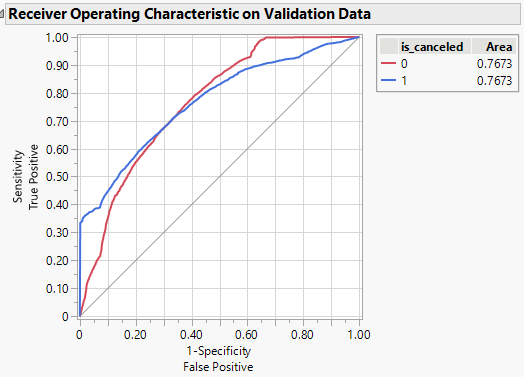 Receiver Operating Characteristic on Validation Data
is_canceled Area
0 0.7673
1 0.7673
Sensitivity
True Positive
1.00
0.90
0.80
0.70
0.60
0.50
0.40
0.30
0.20
0.10
0
0 0.20 0.40 0.60 0.80 1.00
1-Specificity
False Positive